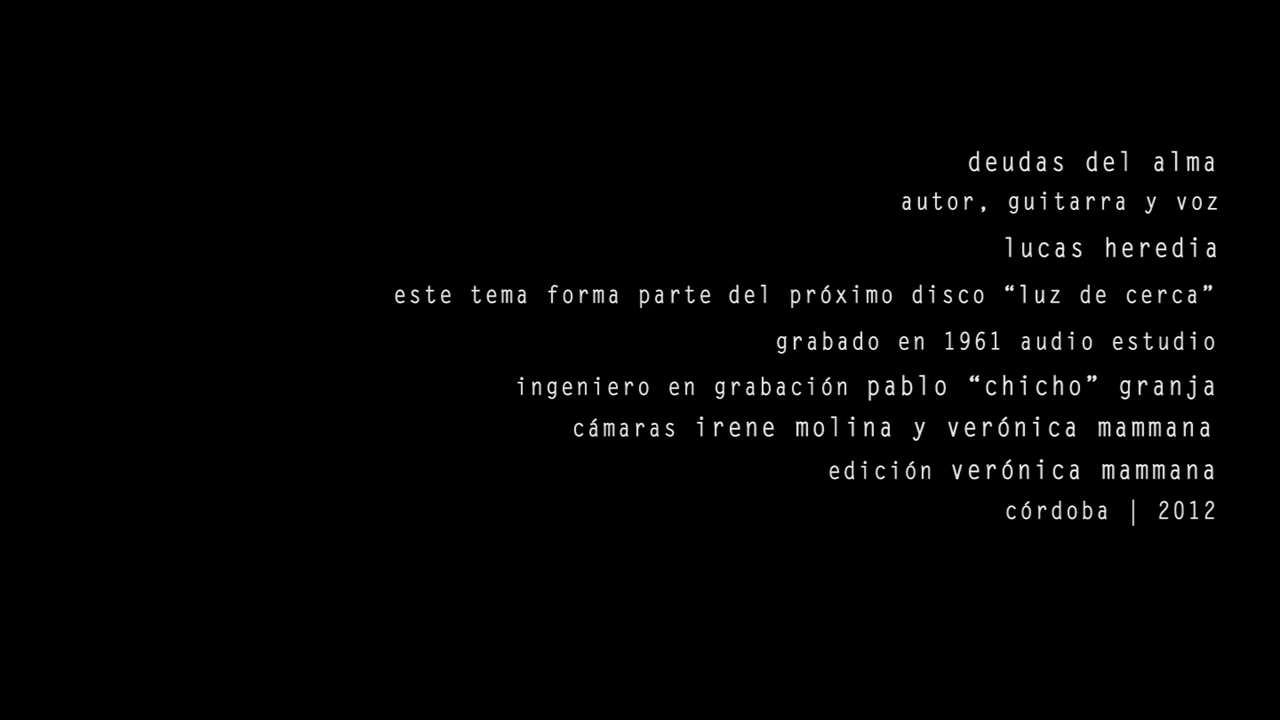 deudas del alma
autor, guitarra y voz
lucas heredia
este tema forma parte del próximo disco “luz de cerca”
grabado en 1961 audio estudio
ingeniero en grabación pablo “chicho” granja
cámaras irene molina y verónica mammana
edición verónica mammana
córdoba | 2012